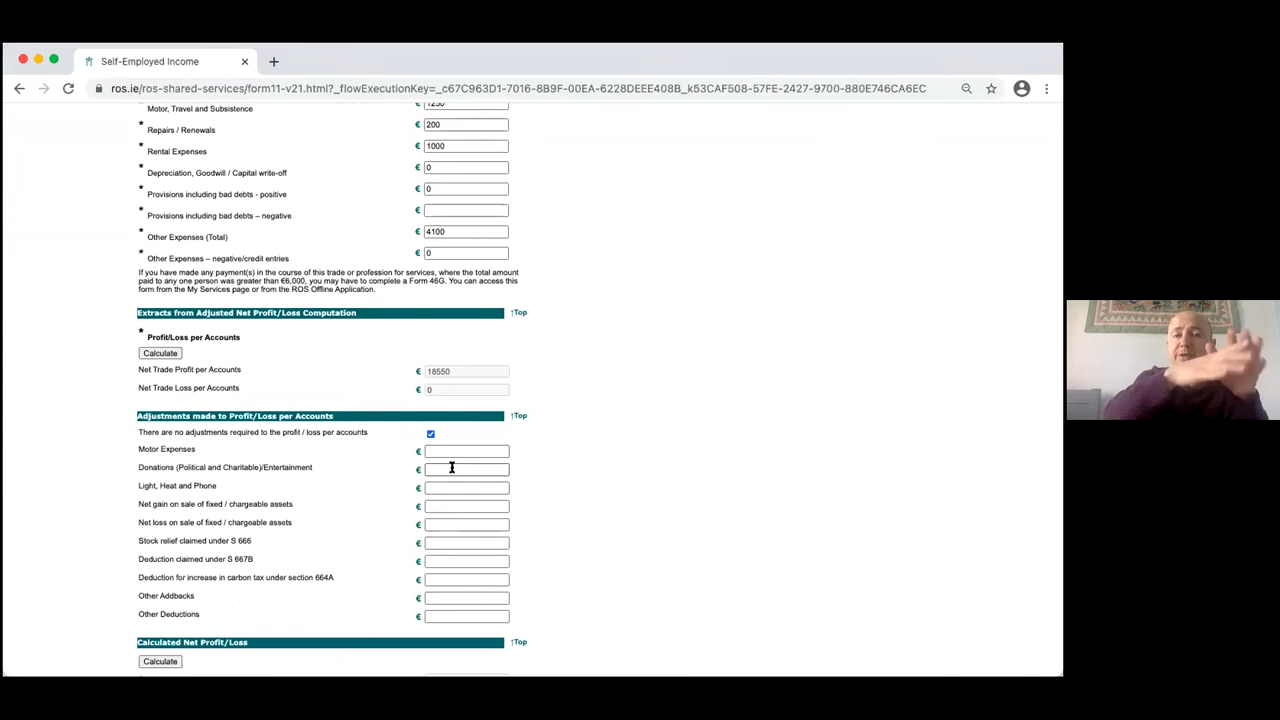 Self-Employed Income
ros.ie/ros-shared-services/form11-v21.html?_flowExecutionKey=_c67C963D1-7016-8B9F-00EA-6228DEEE408B_k53CAF508-57FE-2427-9700-880E746CA6EC
* Motor, Travel and Subsistence € 1250
* Repairs / Renewals € 200
* Rental Expenses € 1000
* Depreciation, Goodwill / Capital write-off € 0
* Provisions including bad debts - positive € 0
* Provisions including bad debts – negative €
* Other Expenses (Total) € 4100
* Other Expenses – negative/credit entries € 0
If you have made any payment(s) in the course of this trade or profession for services, where the total amount
paid to any one person was greater than €6,000, you may have to complete a Form 46G. You can access this
form from the My Services page or from the ROS Offline Application.
Extracts from Adjusted Net Profit/Loss Computation ↑Top
* Profit/Loss per Accounts
Calculate
Net Trade Profit per Accounts € 18550
Net Trade Loss per Accounts € 0
Adjustments made to Profit/Loss per Accounts ↑Top
There are no adjustments required to the profit / loss per accounts
Motor Expenses €
Donations (Political and Charitable)/Entertainment €
Light, Heat and Phone €
Net gain on sale of fixed / chargeable assets €
Net loss on sale of fixed / chargeable assets €
Stock relief claimed under S 666 €
Deduction claimed under S 667B €
Deduction for increase in carbon tax under section 664A €
Other Addbacks €
Other Deductions €
Calculated Net Profit/Loss ↑Top
Calculate